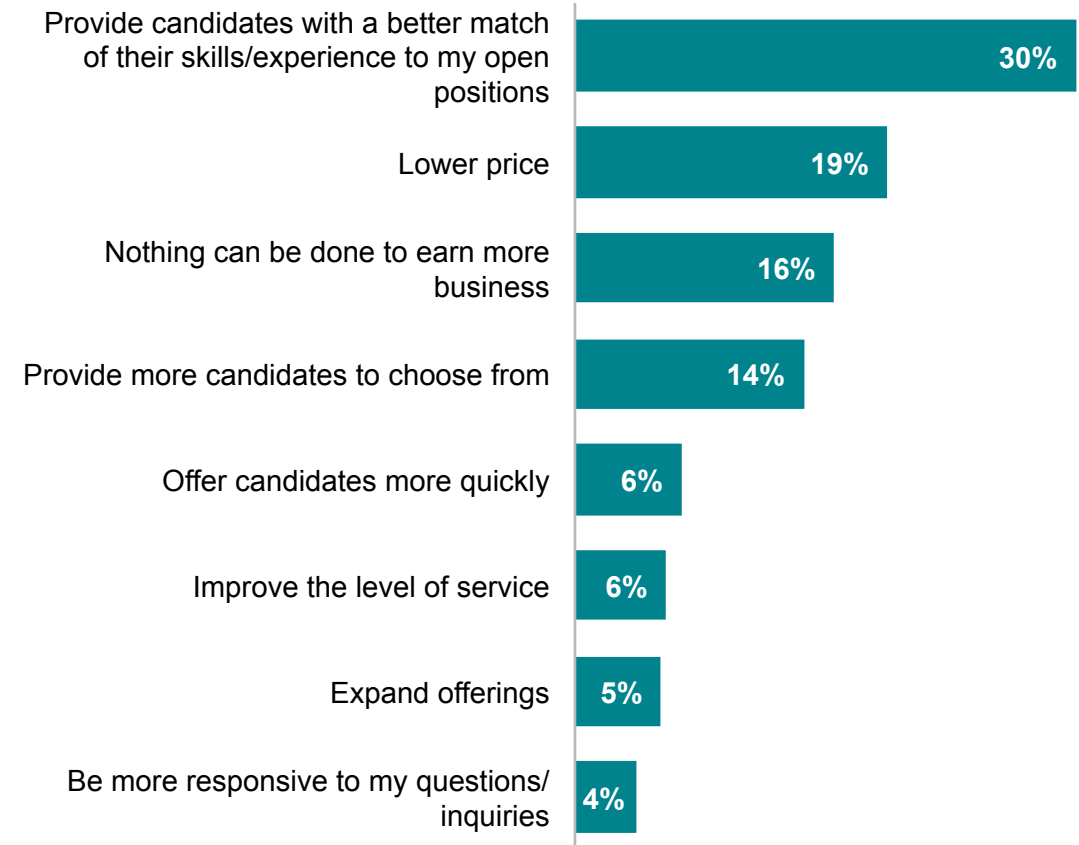 Provide candidates with a better match
of their skills/experience to my open
positions
30%
Lower price
19%
Nothing can be done to earn more
business
16%
Provide more candidates to choose from
14%
Offer candidates more quickly
6%
Improve the level of service
6%
Expand offerings
5%
Be more responsive to my questions/
inquiries
4%